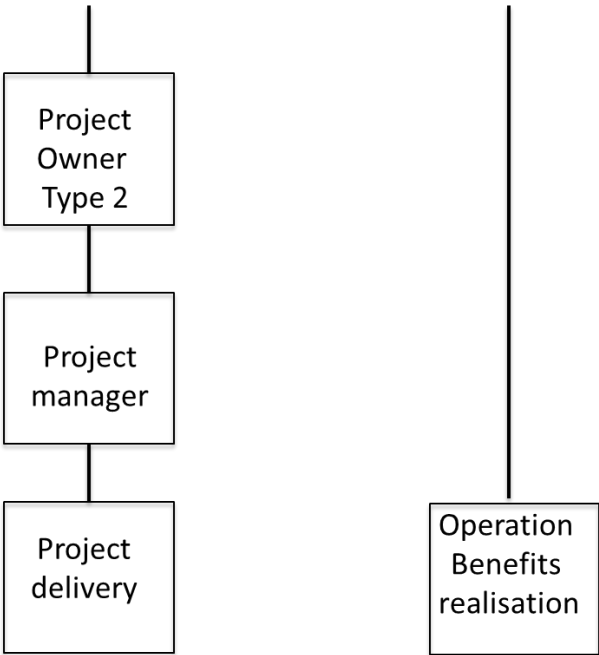 Project
Owner
Type 2
Project
manager
Project
delivery
Operation
Benefits
realisation